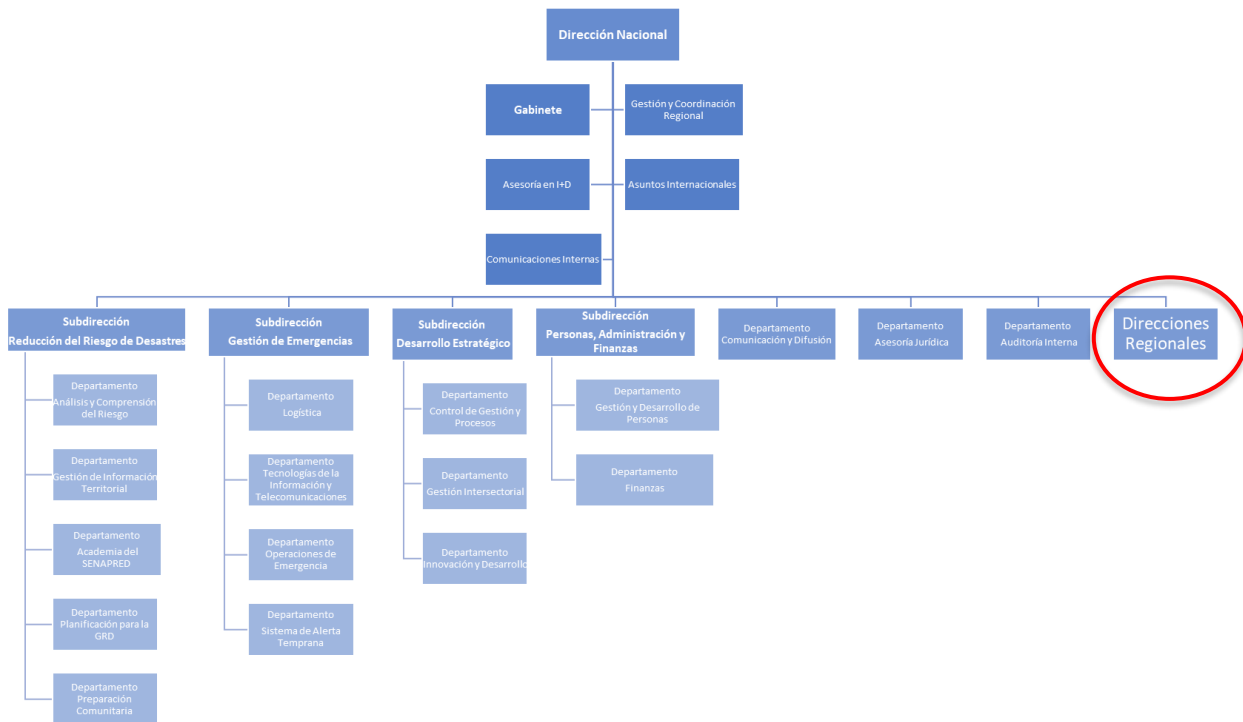 Dirección Nacional
Gabinete
Gestión y Coordinación
Regional
Asesoría en I+D
Asuntos Internacionales
Comunicaciones Internas
Subdirección
Reducción del Riesgo de Desastres
Subdirección
Gestión de Emergencias
Subdirección
Desarrollo Estratégico
Subdirección
Personas, Administración y
Finanzas
Departamento
Comunicación y Difusión
Departamento
Asesoría Jurídica
Departamento
Auditoría Interna
Direcciones
Regionales
Departamento
Análisis y Comprensión
del Riesgo
Departamento
Gestión de Información
Territorial
Departamento
Academia del
SENAPRED
Departamento
Planificación para la
GRD
Departamento
Preparación
Comunitaria
Departamento
Logística
Departamento
Tecnologías de la
Información y
Telecomunicaciones
Departamento
Operaciones de
Emergencia
Departamento
Sistema de Alerta
Temprana
Departamento
Control de Gestión y
Procesos
Departamento
Gestión Intersectorial
Departamento
Innovación y Desarrollo
Departamento
Gestión y Desarrollo de
Personas
Departamento
Finanzas